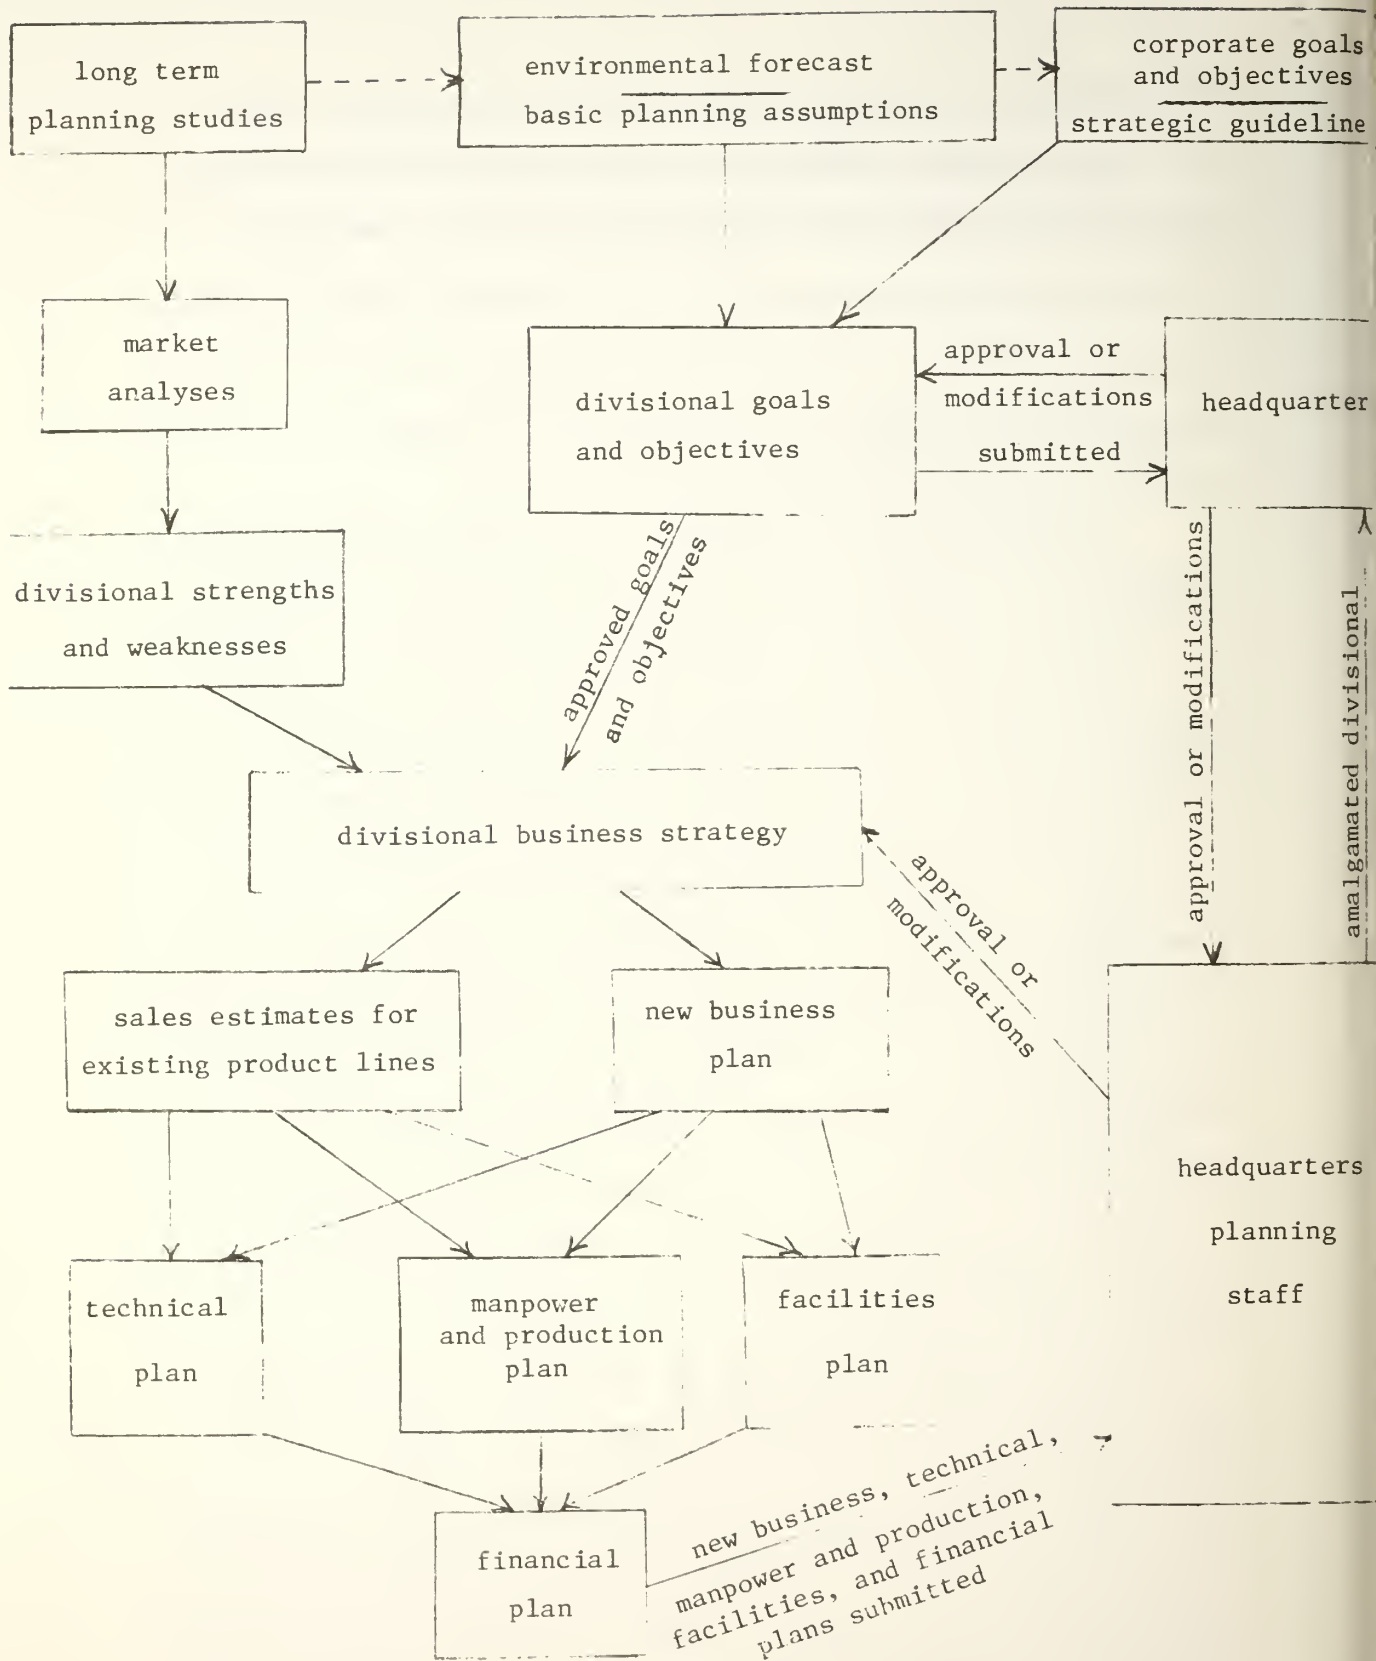 long term
planning studies
environmental forecast
basic planning assumptions
corporate goals
and objectives
strategic guideline
market
analyses
divisional goals
and objectives
approval or
modifications
submitted
headquarter
divisional strengths
and weaknesses
approved goals
and objectives
approval or modifications
amalgamated divisional
divisional business strategy
approval or
modifications
sales estimates for
existing product lines
new business
plan
headquarters
planning
staff
technical
plan
manpower
and production
plan
facilities
plan
financial
plan
new business, technical,
manpower and production,
facilities, and financial
plans submitted